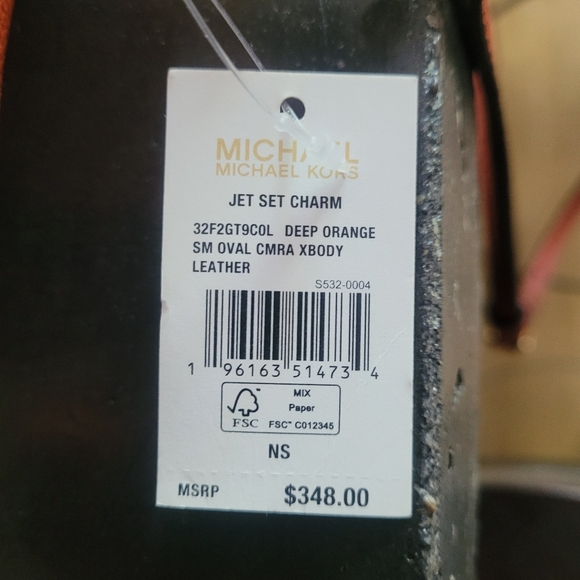 MICHAEL
MICHAEL KORS
JET SET CHARM
32F2GT9C0L DEEP ORANGE
SM OVAL CMRA XBODY
LEATHER
S532-0004
1 96163 51473 4
FSC™
MIX
Paper
FSC™ C012345
NS
MSRP $348.00